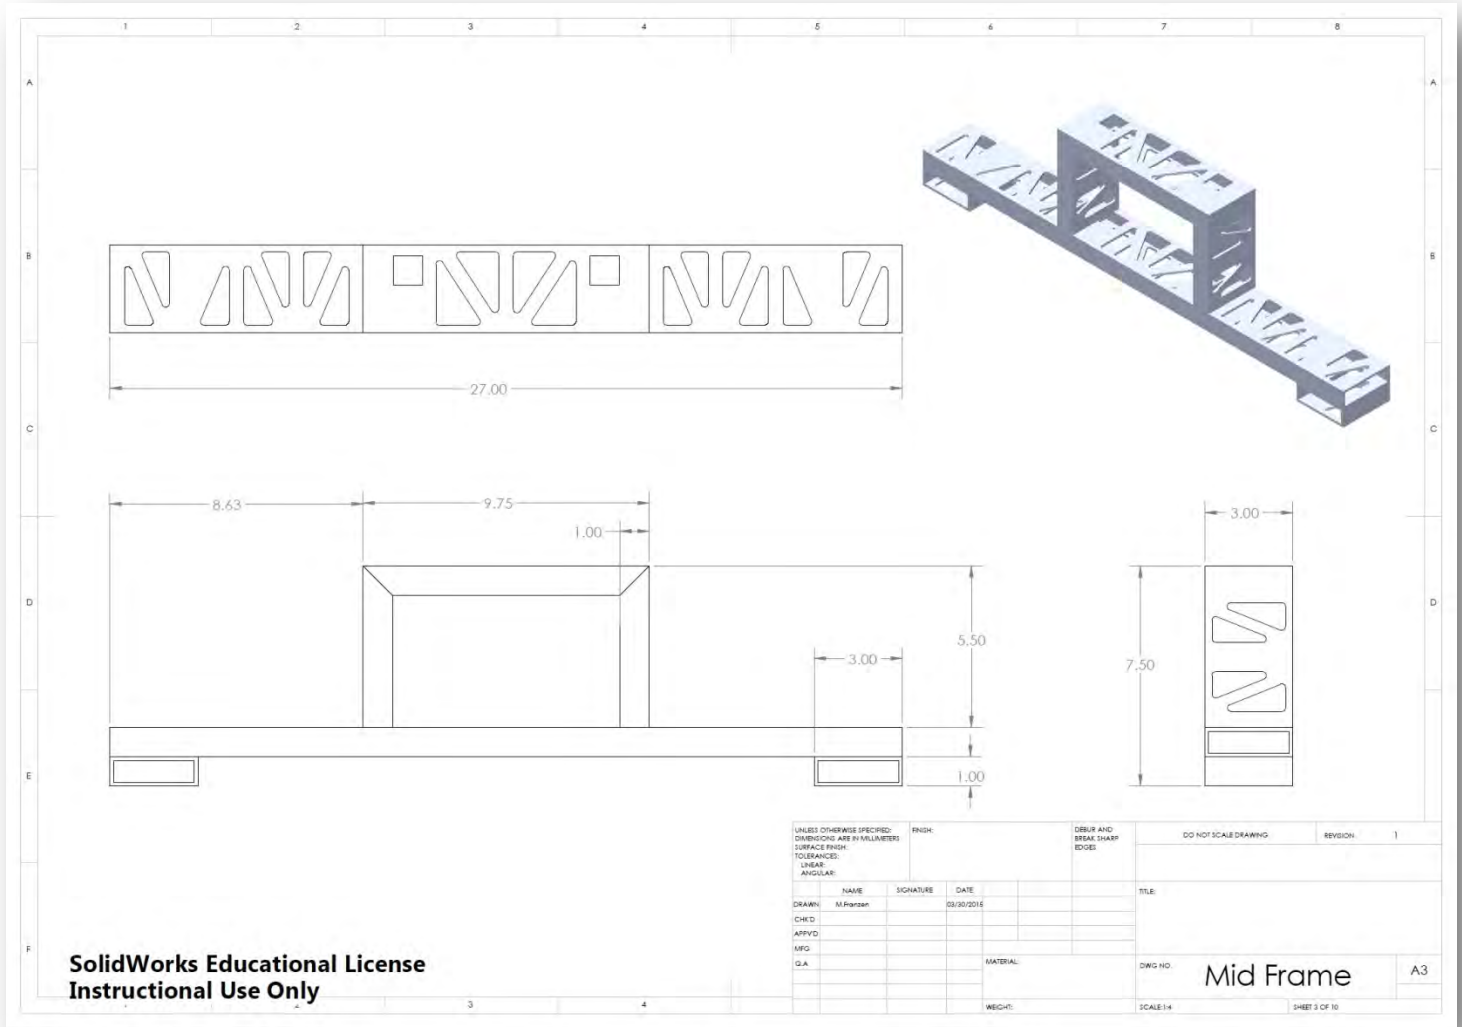 1 2 3 4 5 6 7 8
A A
B B
27.00
C C
8.63 9.75 3.00
1.00
D D
5.50
3.00 7.50
1.00
E
UNLESS OTHERWISE SPECIFIED: FINISH: DEBUR AND
DIMENSIONS ARE IN MILLIMETERS BREAK SHARP
SURFACE FINISH: EDGES
TOLERANCES: DO NOT SCALE DRAWING REVISION 1
LINEAR:
ANGULAR:
NAME SIGNATURE DATE TITLE:
DRAWN M.Franzen 03/30/2015
CHK'D
APPV'D
F MFG
Q.A MATERIAL: DWG NO. Mid Frame A3
SolidWorks Educational License
Instructional Use Only
3 4 WEIGHT: SCALE:1:4 SHEET 3 OF 10